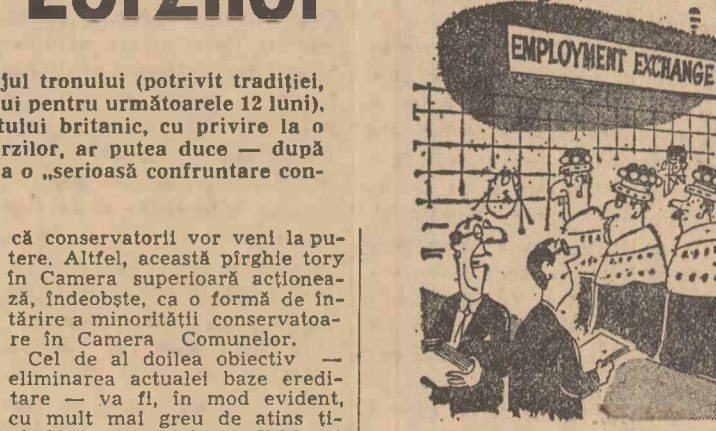 jul tronului (potrivit tradiției,
ui pentru următoarele 12 luni),
tului britanic, cu privire la o
rzilor, ar putea duce — după
a o „serioasă confruntare con-
că conservatorii vor veni la pu-
tere. Altfel, această pîrghie tory
în Camera superioară acționea-
ză, îndeobște, ca o formă de în-
tărire a minorității conservatoa-
re în Camera Comunelor.
Cel de al doilea obiectiv —
eliminarea actualei baze eredi-
tare — va fi, în mod evident,
cu mult mai greu de atins ți-
EMPLOYMENT EXCHANGE